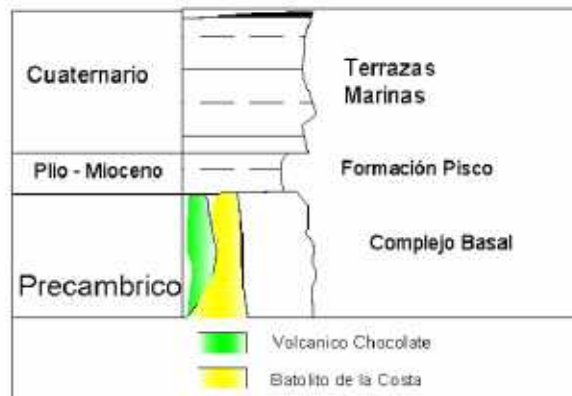 Cuaternario
Terrazas
Marinas
Plio - Mioceno
Formación Pisco
Complejo Basal
Precambrico
Volcanico Chocolate
Batolito de la Costa